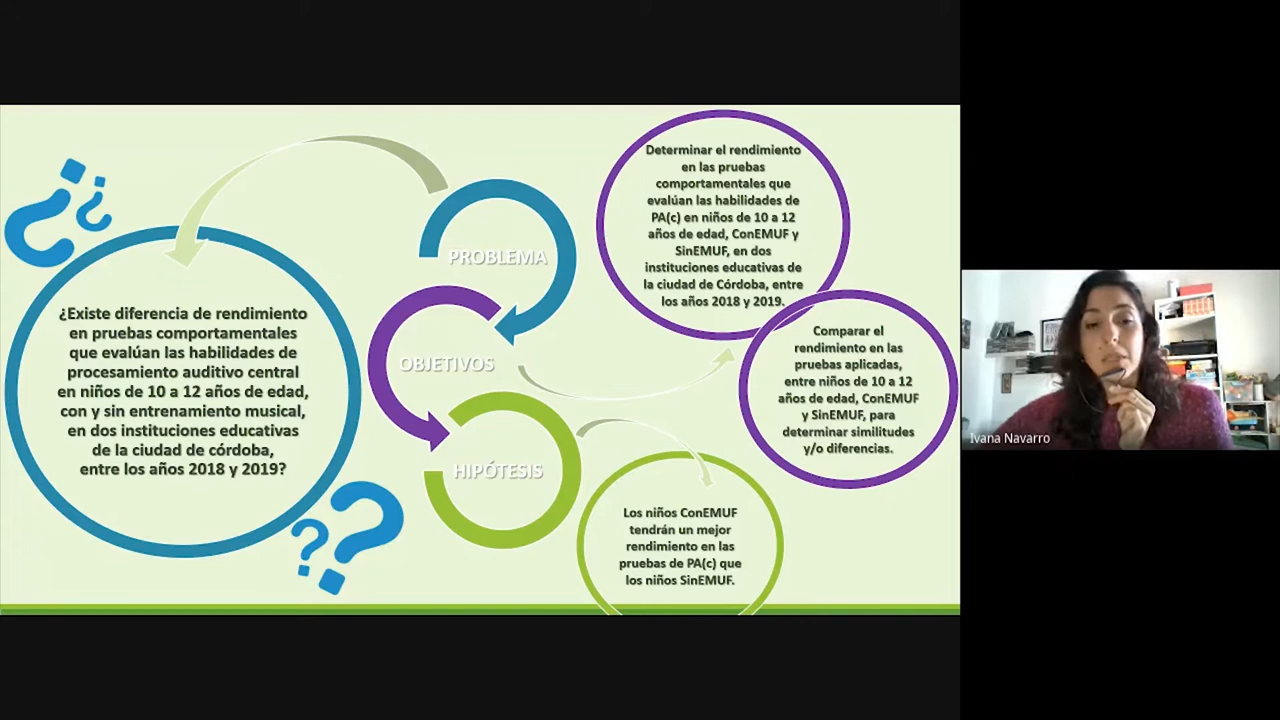 PROBLEMA
¿Existe diferencia de rendimiento
en pruebas comportamentales
que evalúan las habilidades de
procesamiento auditivo central
en niños de 10 a 12 años de edad,
con y sin entrenamiento musical,
en dos instituciones educativas
de la ciudad de córdoba,
entre los años 2018 y 2019?
OBJETIVOS
Determinar el rendimiento
en las pruebas
comportamentales que
evalúan las habilidades de
PA(c) en niños de 10 a 12
años de edad, ConEMUF y
SinEMUF, en dos
instituciones educativas de
la ciudad de Córdoba, entre
los años 2018 y 2019.
Comparar el
rendimiento en las
pruebas aplicadas,
entre niños de 10 a 12
años de edad, ConEMUF
y SinEMUF, para
determinar similitudes
y/o diferencias.
HIPÓTESIS
Los niños ConEMUF
tendrán un mejor
rendimiento en las
pruebas de PA(c) que
los niños SinEMUF.
Ivana Navarro